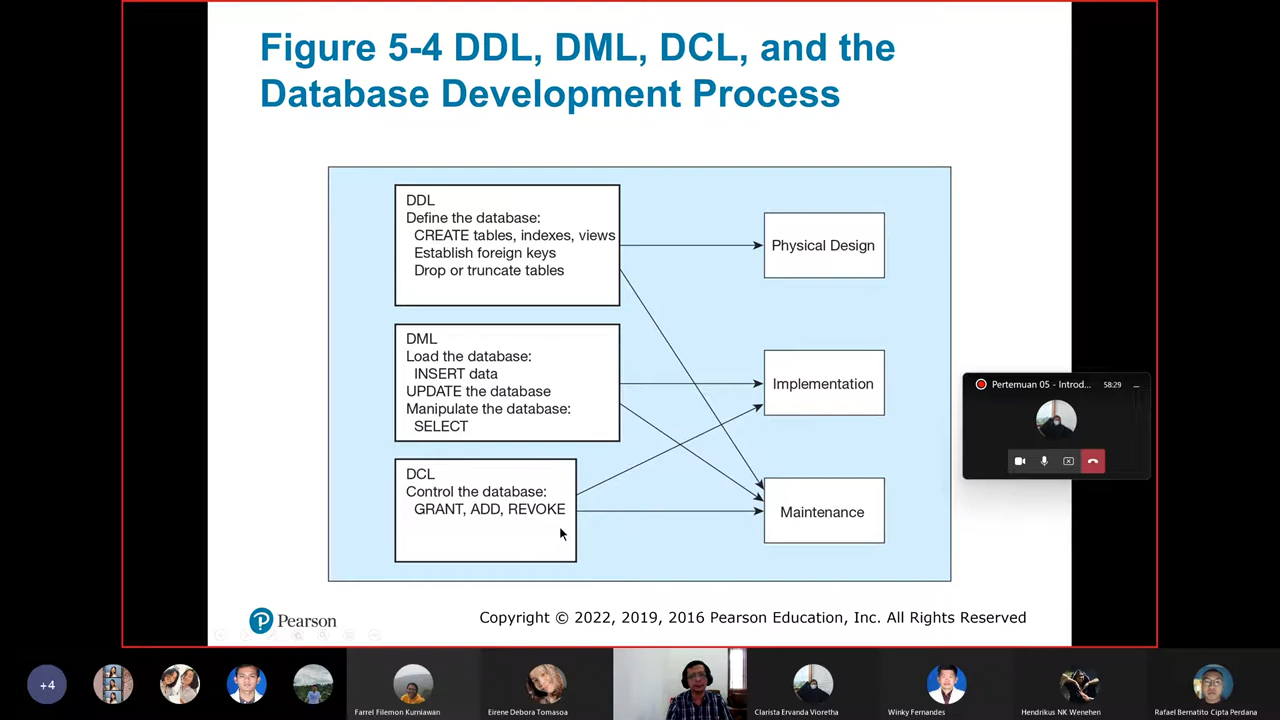 Figure 5-4 DDL, DML, DCL, and the
Database Development Process
DDL
Define the database:
CREATE tables, indexes, views
Establish foreign keys
Drop or truncate tables
Physical Design
DML
Load the database:
INSERT data
UPDATE the database
Manipulate the database:
SELECT
Implementation
DCL
Control the database:
GRANT, ADD, REVOKE
Maintenance
Pertemuan 05 - Introd...
58:29
P Pearson
Copyright © 2022, 2019, 2016 Pearson Education, Inc. All Rights Reserved
+4
Farrel Filemon Kurniawan
Eirene Debora Tomasoa
Clarista Ervanda Vioretha
Winky Fernandes
Hendrikus NK Wenehen
Rafael Bernatito Cipta Perdana